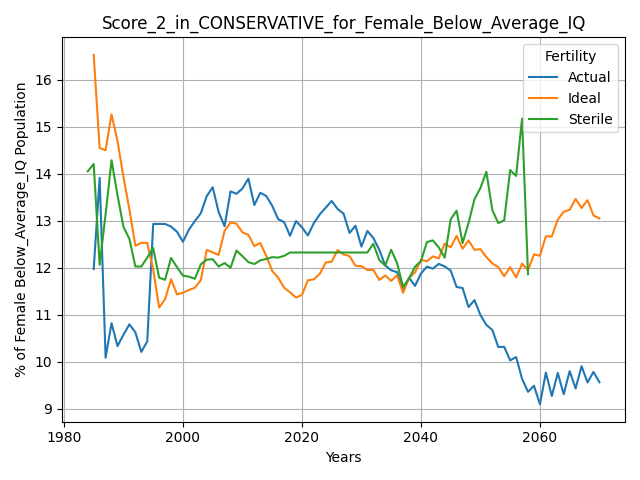 Score_2_in_CONSERVATIVE_for_Female_Below_Average_IQ
Fertility
Actual
Ideal
Sterile
% of Female Below_Average_IQ Population
16
15
14
13
12
11
10
9
1980
2000
2020
2040
2060
Years